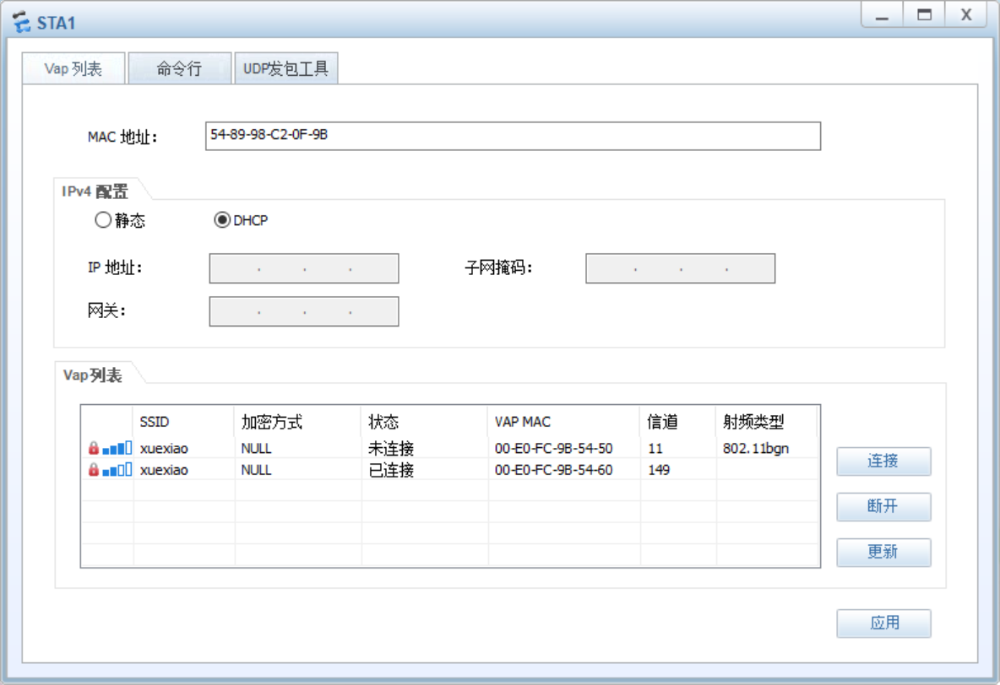 STA1
Vap 列表 命令行 UDP发包工具
MAC 地址: 54-89-98-C2-0F-9B
IPv4 配置
静态 DHCP
IP 地址: . . . 子网掩码: . . .
网关: . . .
Vap列表
SSID 加密方式 状态 VAP MAC 信道 射频类型
xuexiao NULL 未连接 00-E0-FC-9B-54-50 11 802.11bgn
xuexiao NULL 已连接 00-E0-FC-9B-54-60 149
连接
断开
更新
应用